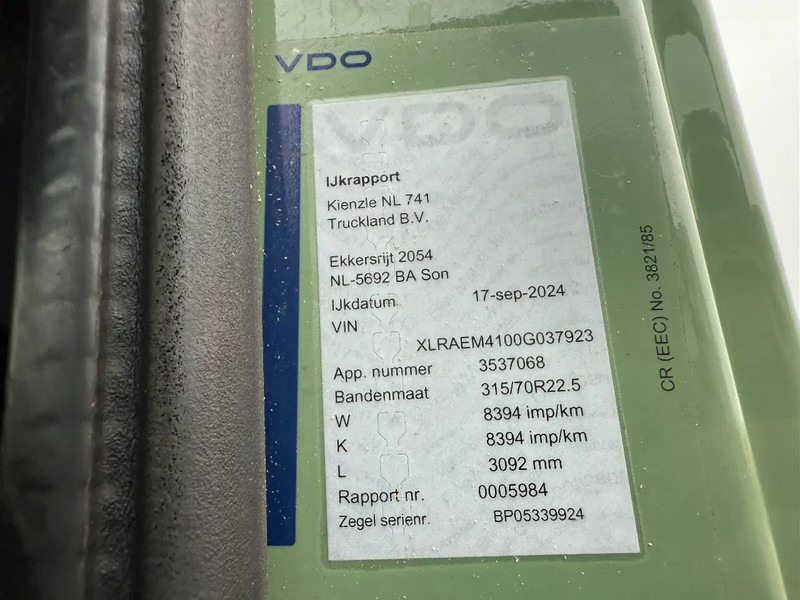 VDO
VDO
IJkrapport
Kienzle NL 741
Truckland B.V.
Ekkersrijt 2054
NL-5692 BA Son
IJkdatum 17-sep-2024
VIN
XLRAEM4100G037923
App. nummer 3537068
Bandenmaat 315/70R22.5
W 8394 imp/km
K 8394 imp/km
L 3092 mm
Rapport nr. 0005984
Zegel serienr. BP05339924
CR (EEC) No. 3821/85